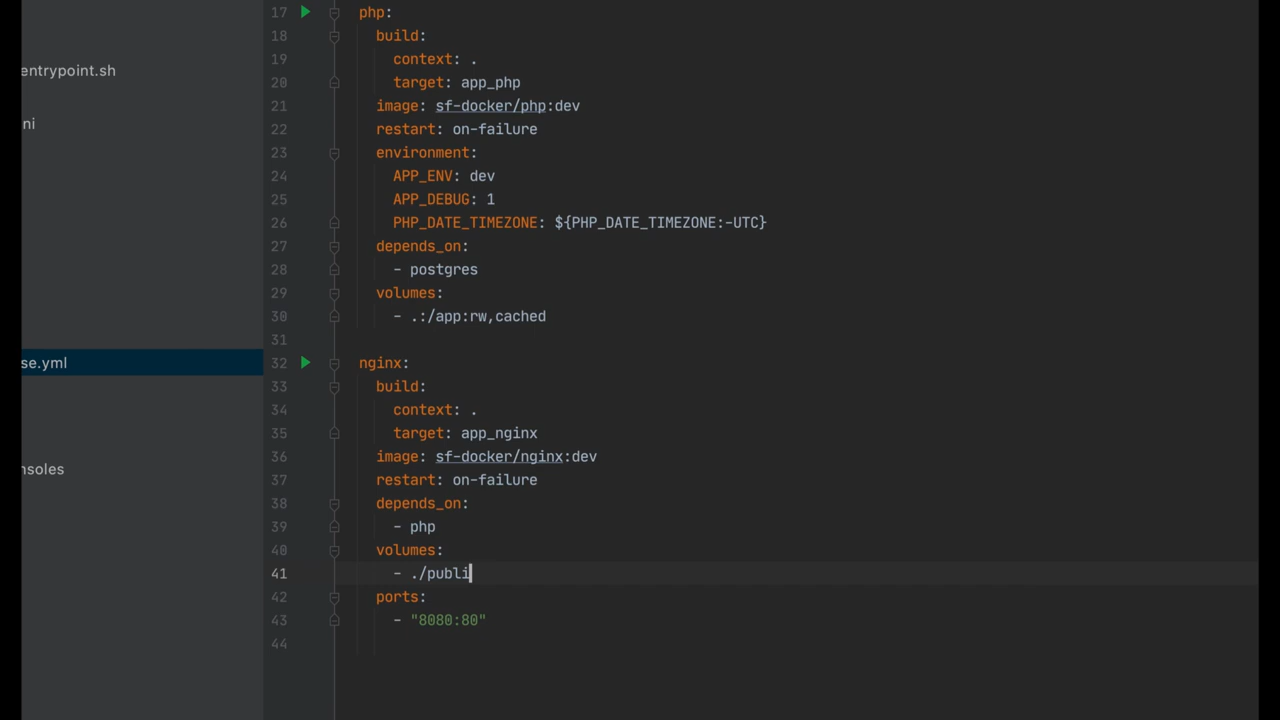 entrypoint.sh
ni
se.yml
nsoles
17 php:
18 build:
19 context: .
20 target: app_php
21 image: sf-docker/php:dev
22 restart: on-failure
23 environment:
24 APP_ENV: dev
25 APP_DEBUG: 1
26 PHP_DATE_TIMEZONE: ${PHP_DATE_TIMEZONE:-UTC}
27 depends_on:
28 - postgres
29 volumes:
30 - .:/app:rw,cached
31
32 nginx:
33 build:
34 context: .
35 target: app_nginx
36 image: sf-docker/nginx:dev
37 restart: on-failure
38 depends_on:
39 - php
40 volumes:
41 - ./publi
42 ports:
43 - "8080:80"
44